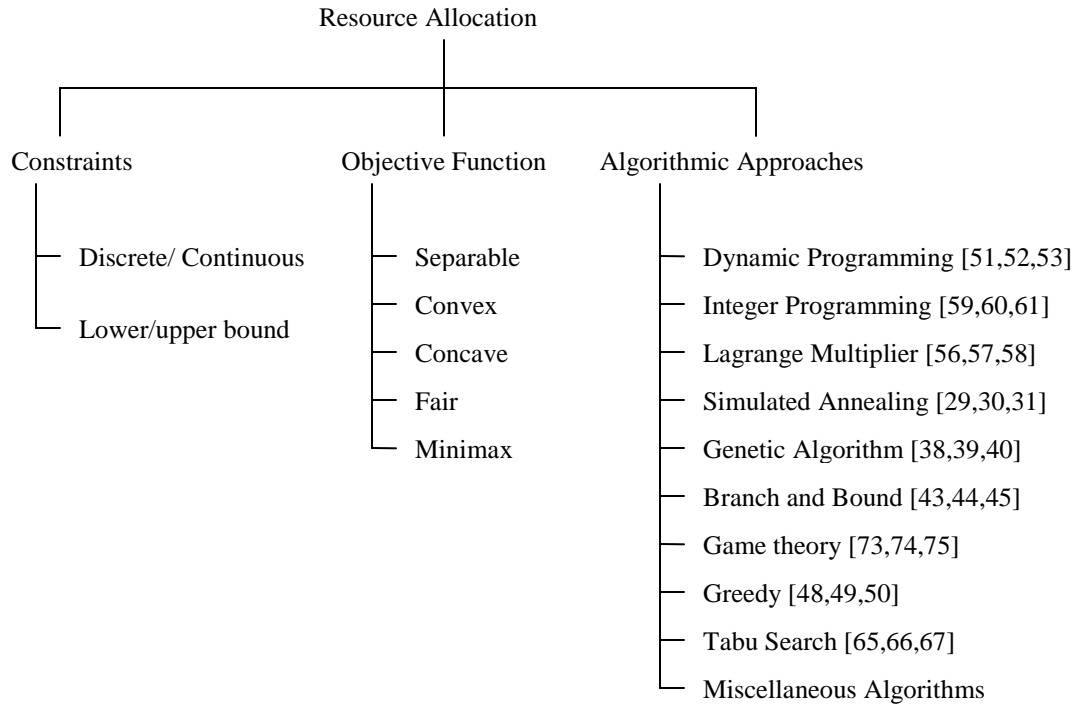 Resource Allocation
Constraints
Objective Function
Algorithmic Approaches
Discrete/ Continuous
Lower/upper bound
Separable
Convex
Concave
Fair
Minimax
Dynamic Programming [51,52,53]
Integer Programming [59,60,61]
Lagrange Multiplier [56,57,58]
Simulated Annealing [29,30,31]
Genetic Algorithm [38,39,40]
Branch and Bound [43,44,45]
Game theory [73,74,75]
Greedy [48,49,50]
Tabu Search [65,66,67]
Miscellaneous Algorithms